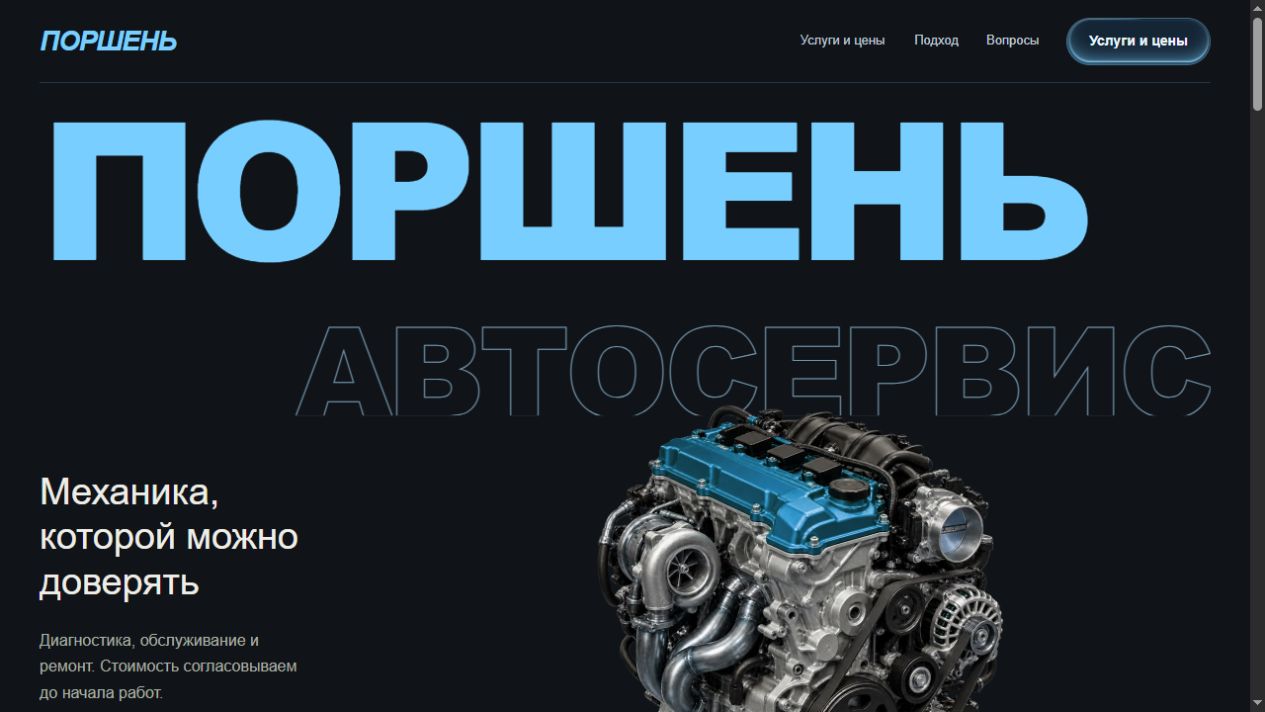 ПОРШЕНЬ
Услуги и цены
Подход
Вопросы
Услуги и цены
ПОРШЕНЬ
АВТОСЕРВИС
Механика,
которой можно
доверять
Диагностика, обслуживание и
ремонт. Стоимость согласовываем
до начала работ.